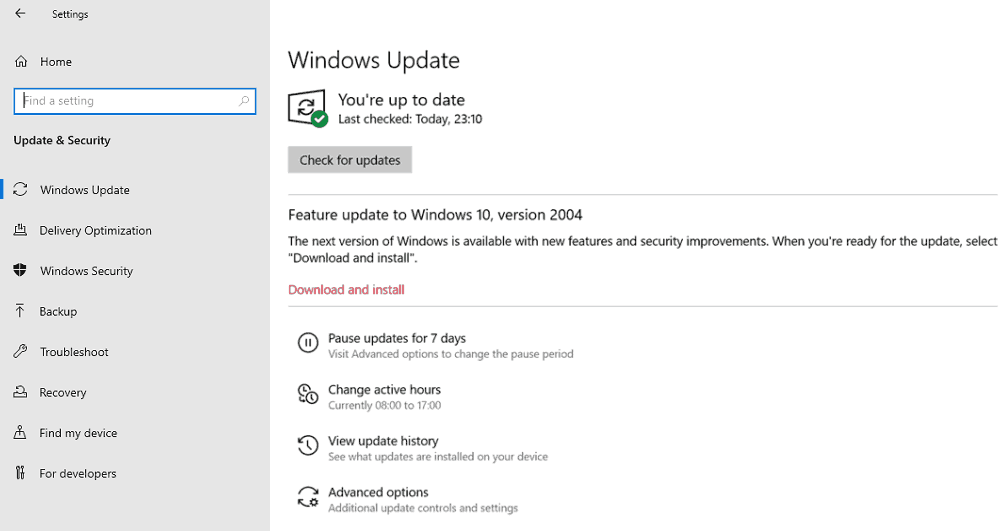 Settings
Home
Find a setting
Update & Security
Windows Update
Delivery Optimization
Windows Security
Backup
Troubleshoot
Recovery
Find my device
For developers
Windows Update
You're up to date
Last checked: Today, 23:10
Check for updates
Feature update to Windows 10, version 2004
The next version of Windows is available with new features and security improvements. When you're ready for the update, select
"Download and install".
Download and install
Pause updates for 7 days
Visit Advanced options to change the pause period
Change active hours
Currently 08:00 to 17:00
View update history
See what updates are installed on your device
Advanced options
Additional update controls and settings